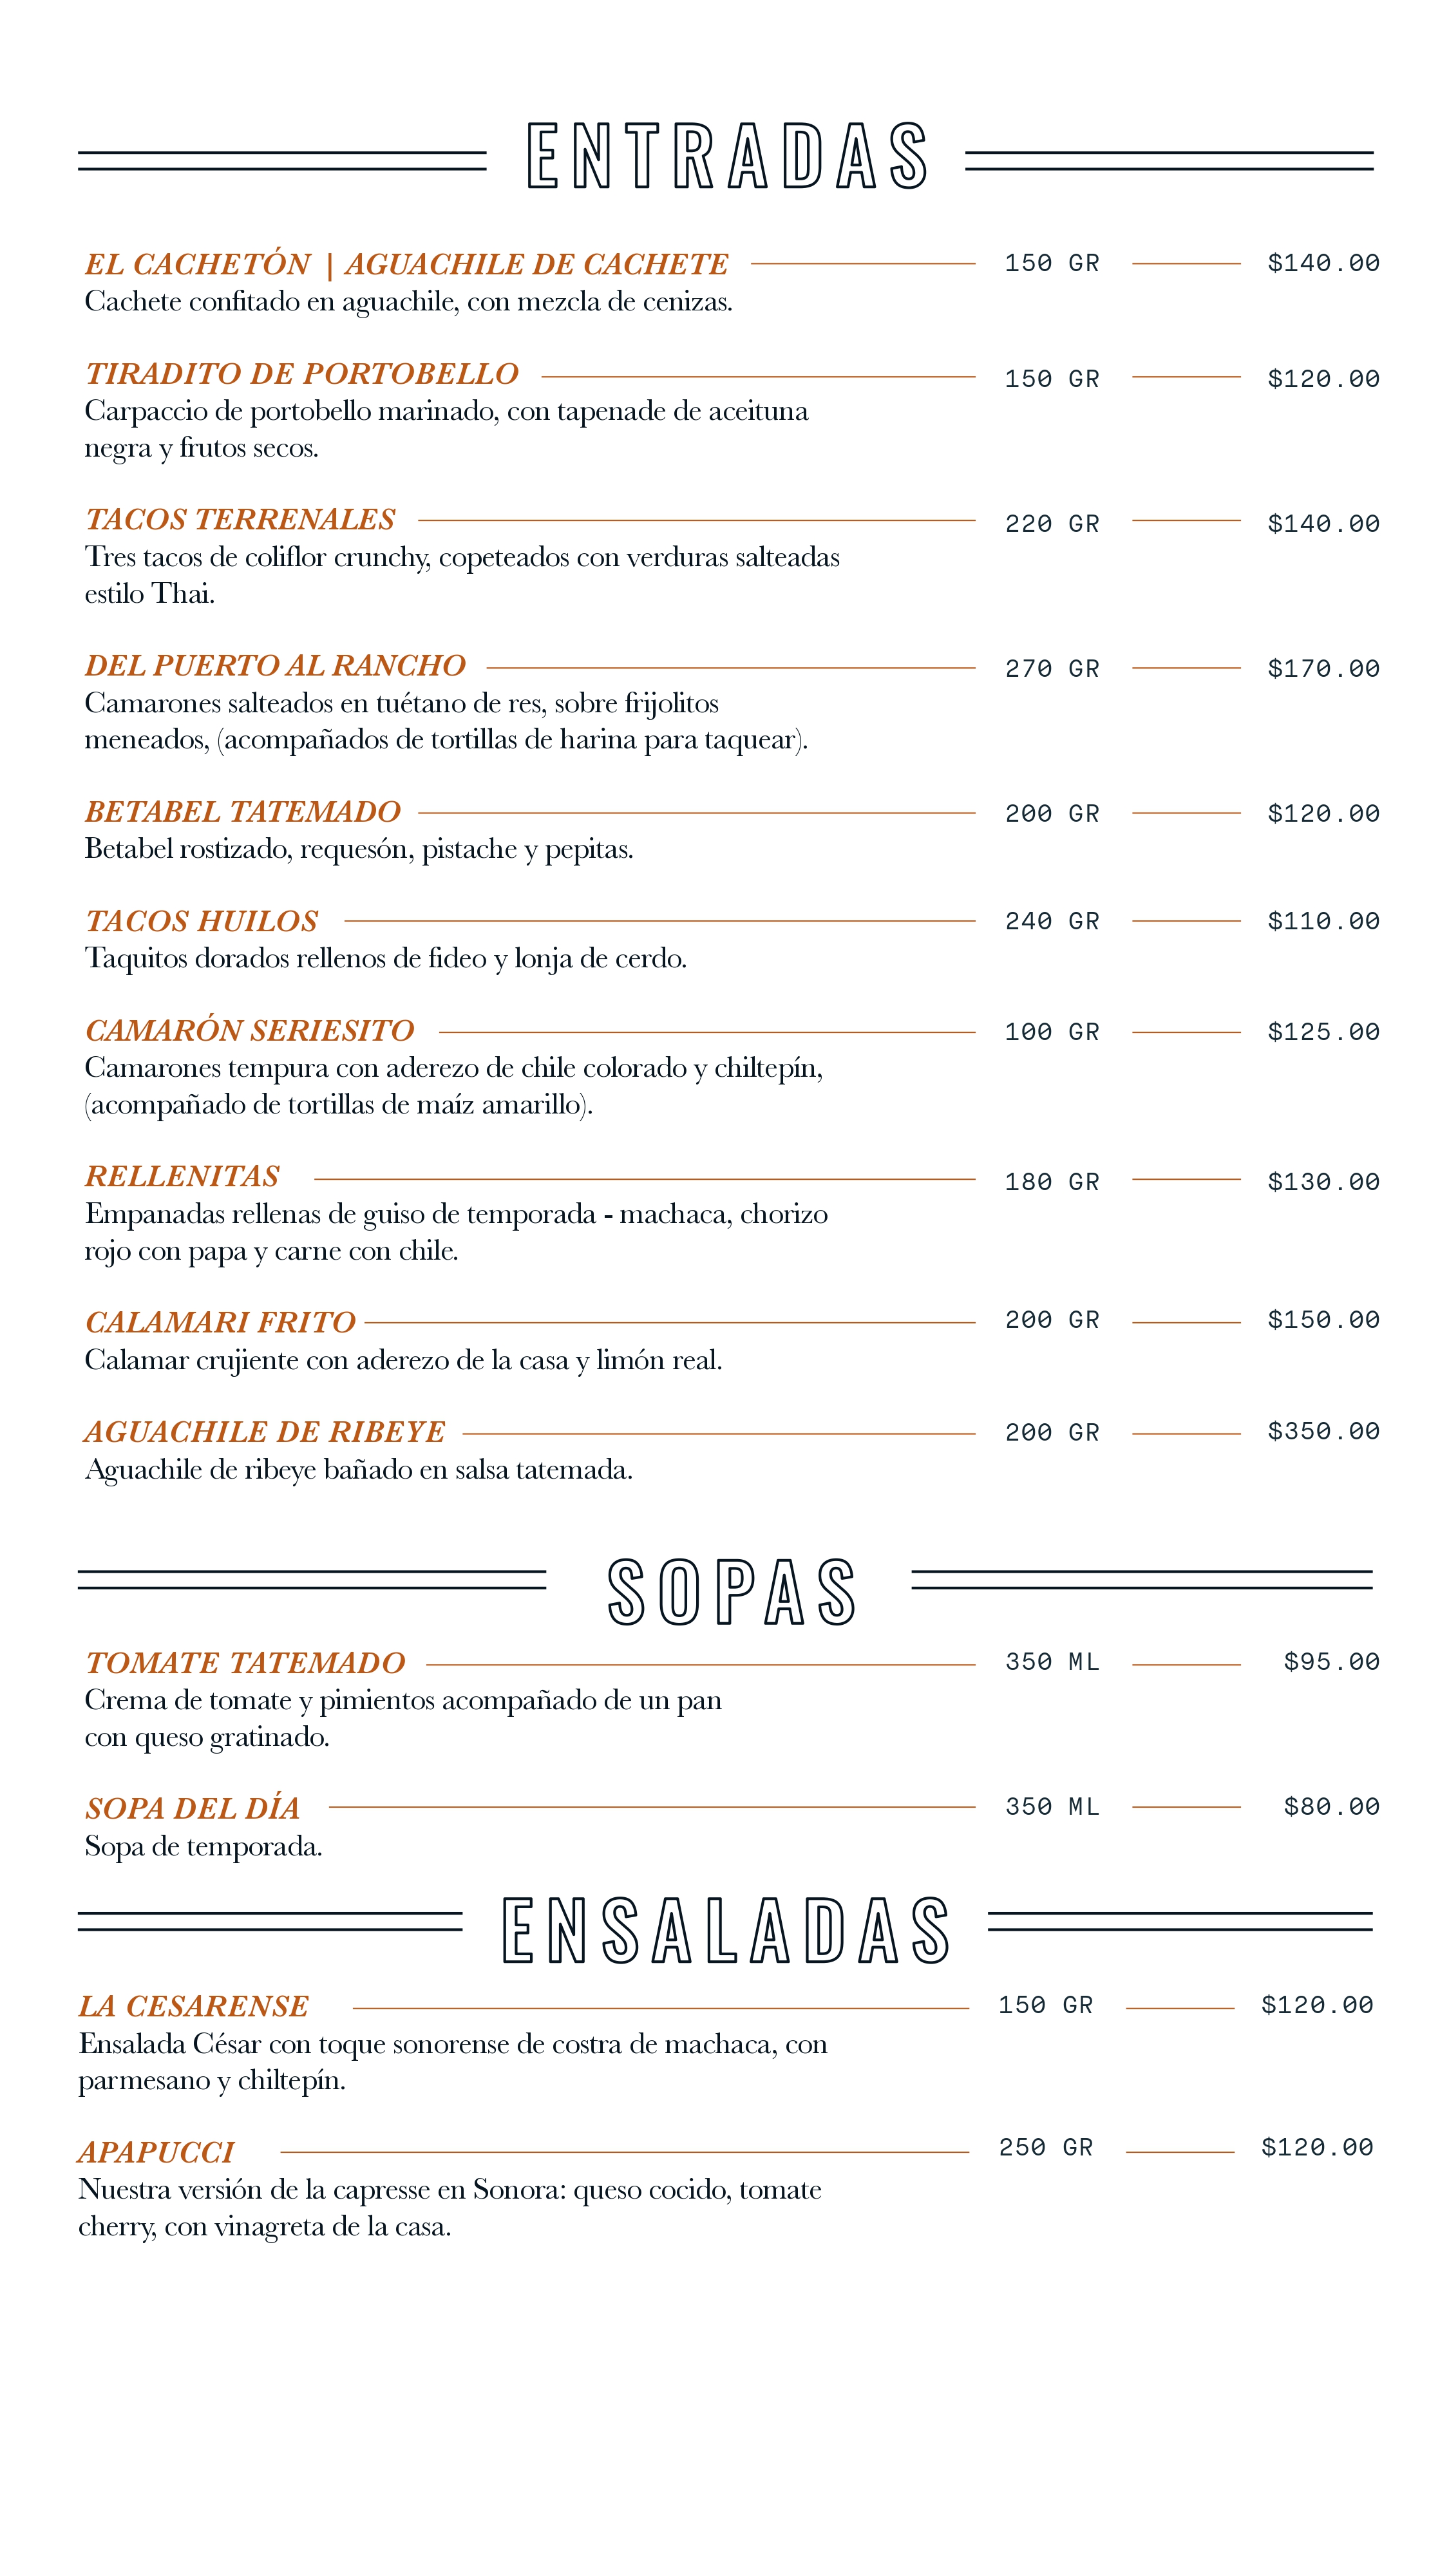 ENTRADAS
EL CACHETÓN | AGUACHILE DE CACHETE 150 GR $140.00
Cachete confitado en aguachile, con mezcla de cenizas.
TIRADITO DE PORTOBELLO 150 GR $120.00
Carpaccio de portobello marinado, con tapenade de aceituna
negra y frutos secos.
TACOS TERRENALES 220 GR $140.00
Tres tacos de coliflor crunchy, copeteados con verduras salteadas
estilo Thai.
DEL PUERTO AL RANCHO 270 GR $170.00
Camarones salteados en tuétano de res, sobre frijolitos
meneados, (acompañados de tortillas de harina para taquear).
BETABEL TATEMADO 200 GR $120.00
Betabel rostizado, requesón, pistache y pepitas.
TACOS HUILOS 240 GR $110.00
Taquitos dorados rellenos de fideo y lonja de cerdo.
CAMARÓN SERIESITO 100 GR $125.00
Camarones tempura con aderezo de chile colorado y chiltepín,
(acompañado de tortillas de maíz amarillo).
RELLENITAS 180 GR $130.00
Empanadas rellenas de guiso de temporada - machaca, chorizo
rojo con papa y carne con chile.
CALAMARI FRITO 200 GR $150.00
Calamar crujiente con aderezo de la casa y limón real.
AGUACHILE DE RIBEYE 200 GR $350.00
Aguachile de ribeye bañado en salsa tatemada.
SOPAS
TOMATE TATEMADO 350 ML $95.00
Crema de tomate y pimientos acompañado de un pan
con queso gratinado.
SOPA DEL DÍA 350 ML $80.00
Sopa de temporada.
ENSALADAS
LA CESARENSE 150 GR $120.00
Ensalada César con toque sonorense de costra de machaca, con
parmesano y chiltepín.
APAPUCCI 250 GR $120.00
Nuestra versión de la capresse en Sonora: queso cocido, tomate
cherry, con vinagreta de la casa.